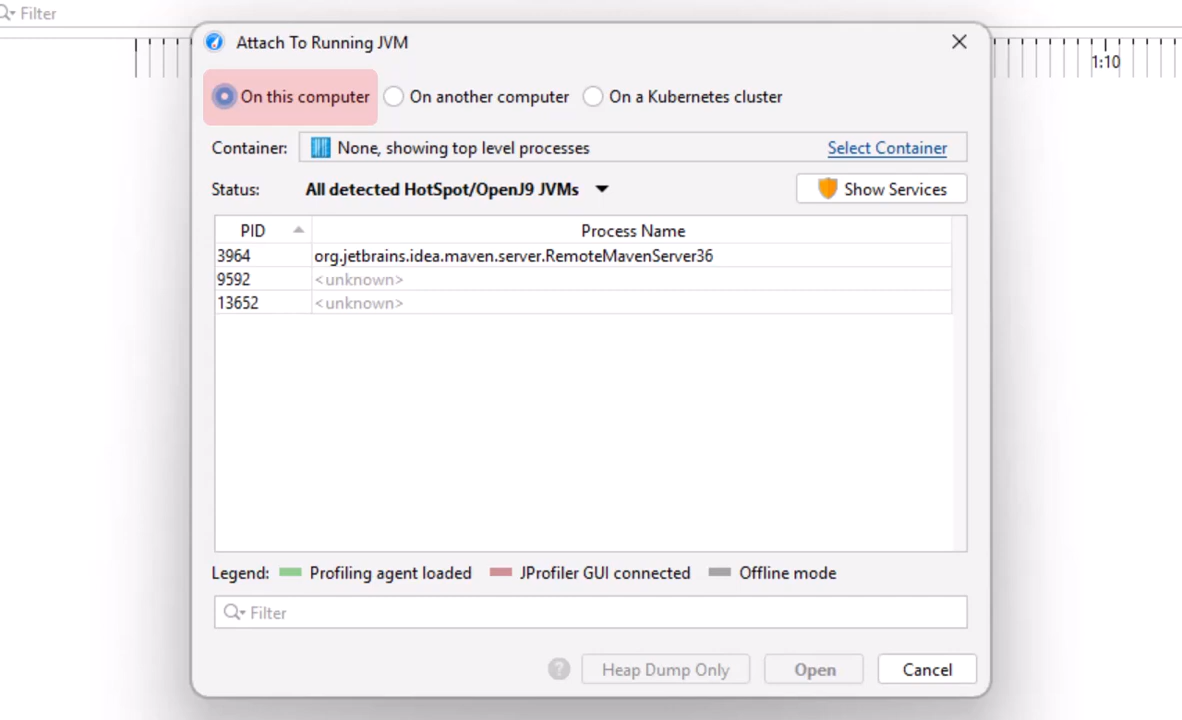 Filter
Attach To Running JVM
1:10
On this computer On another computer On a Kubernetes cluster
Container: None, showing top level processes Select Container
Status: All detected HotSpot/OpenJ9 JVMs Show Services
PID Process Name
3964 org.jetbrains.idea.maven.server.RemoteMavenServer36
9592 <unknown>
13652 <unknown>
Legend: Profiling agent loaded JProfiler GUI connected Offline mode
Filter
? Heap Dump Only Open Cancel